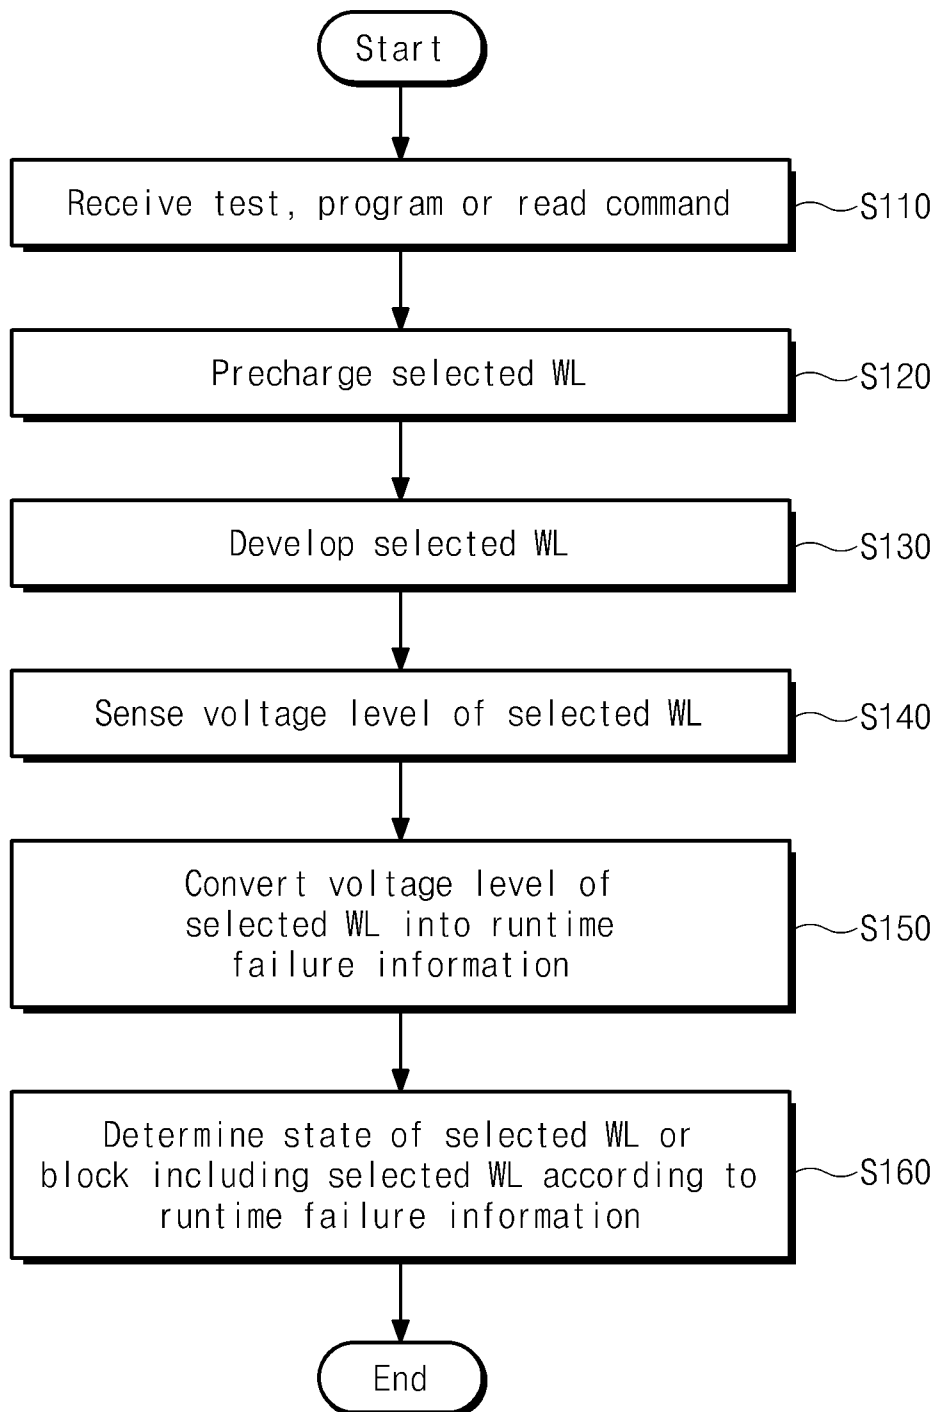 Start
Receive test, program or read command
S110
Precharge selected WL
S120
Develop selected WL
S130
Sense voltage level of selected WL
S140
Convert voltage level of
selected WL into runtime
failure information
S150
Determine state of selected WL or
block including selected WL according to
runtime failure information
S160
End